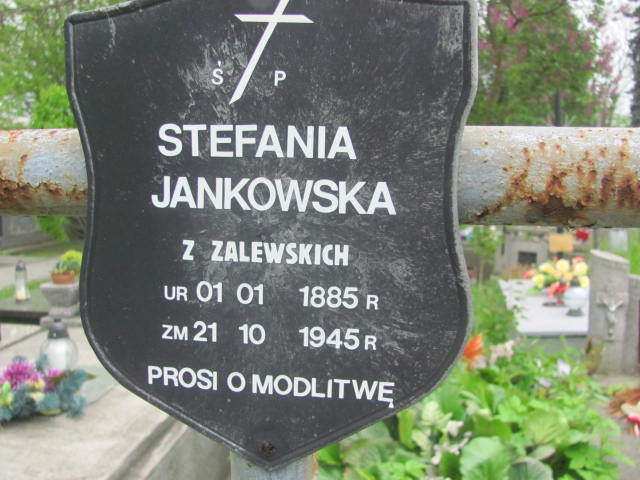 Ś P
STEFANIA
JANKOWSKA
Z ZALEWSKICH
UR 01 01 1885 R
ZM 21 10 1945 R
PROSI O MODLITWĘ